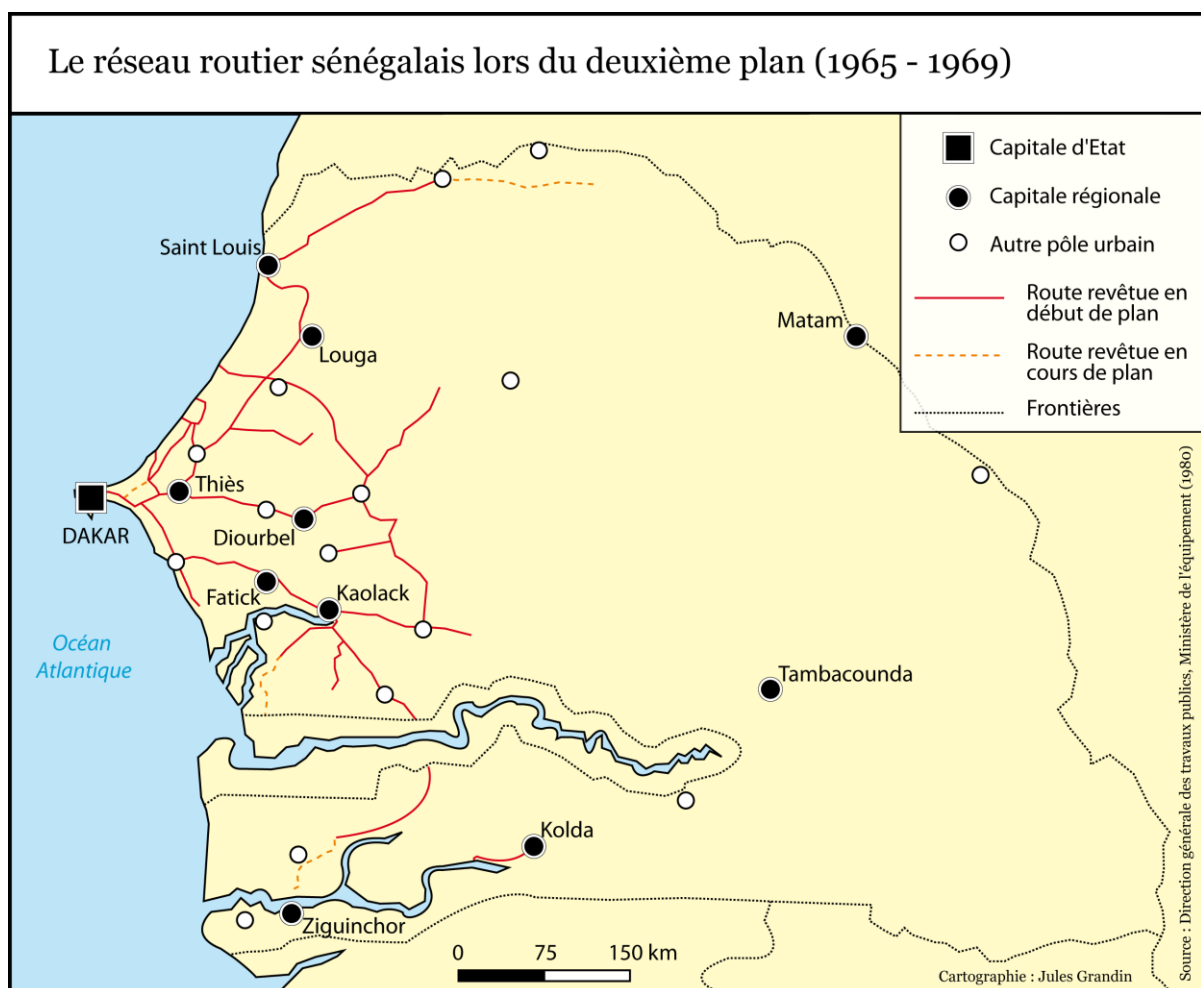 Le réseau routier sénégalais lors du deuxième plan (1965 - 1969)
Capitale d'Etat
Capitale régionale
Autre pôle urbain
Route revêtue en
début de plan
Route revêtue en
cours de plan
Frontières
Saint Louis
Louga
Matam
Thiès
DAKAR
Diourbel
Fatick
Kaolack
Océan
Atlantique
Tambacounda
Kolda
Ziguinchor
0 75 150 km
Cartographie : Jules Grandin
Source : Direction générale des travaux publics, Ministère de l'équipement (1980)